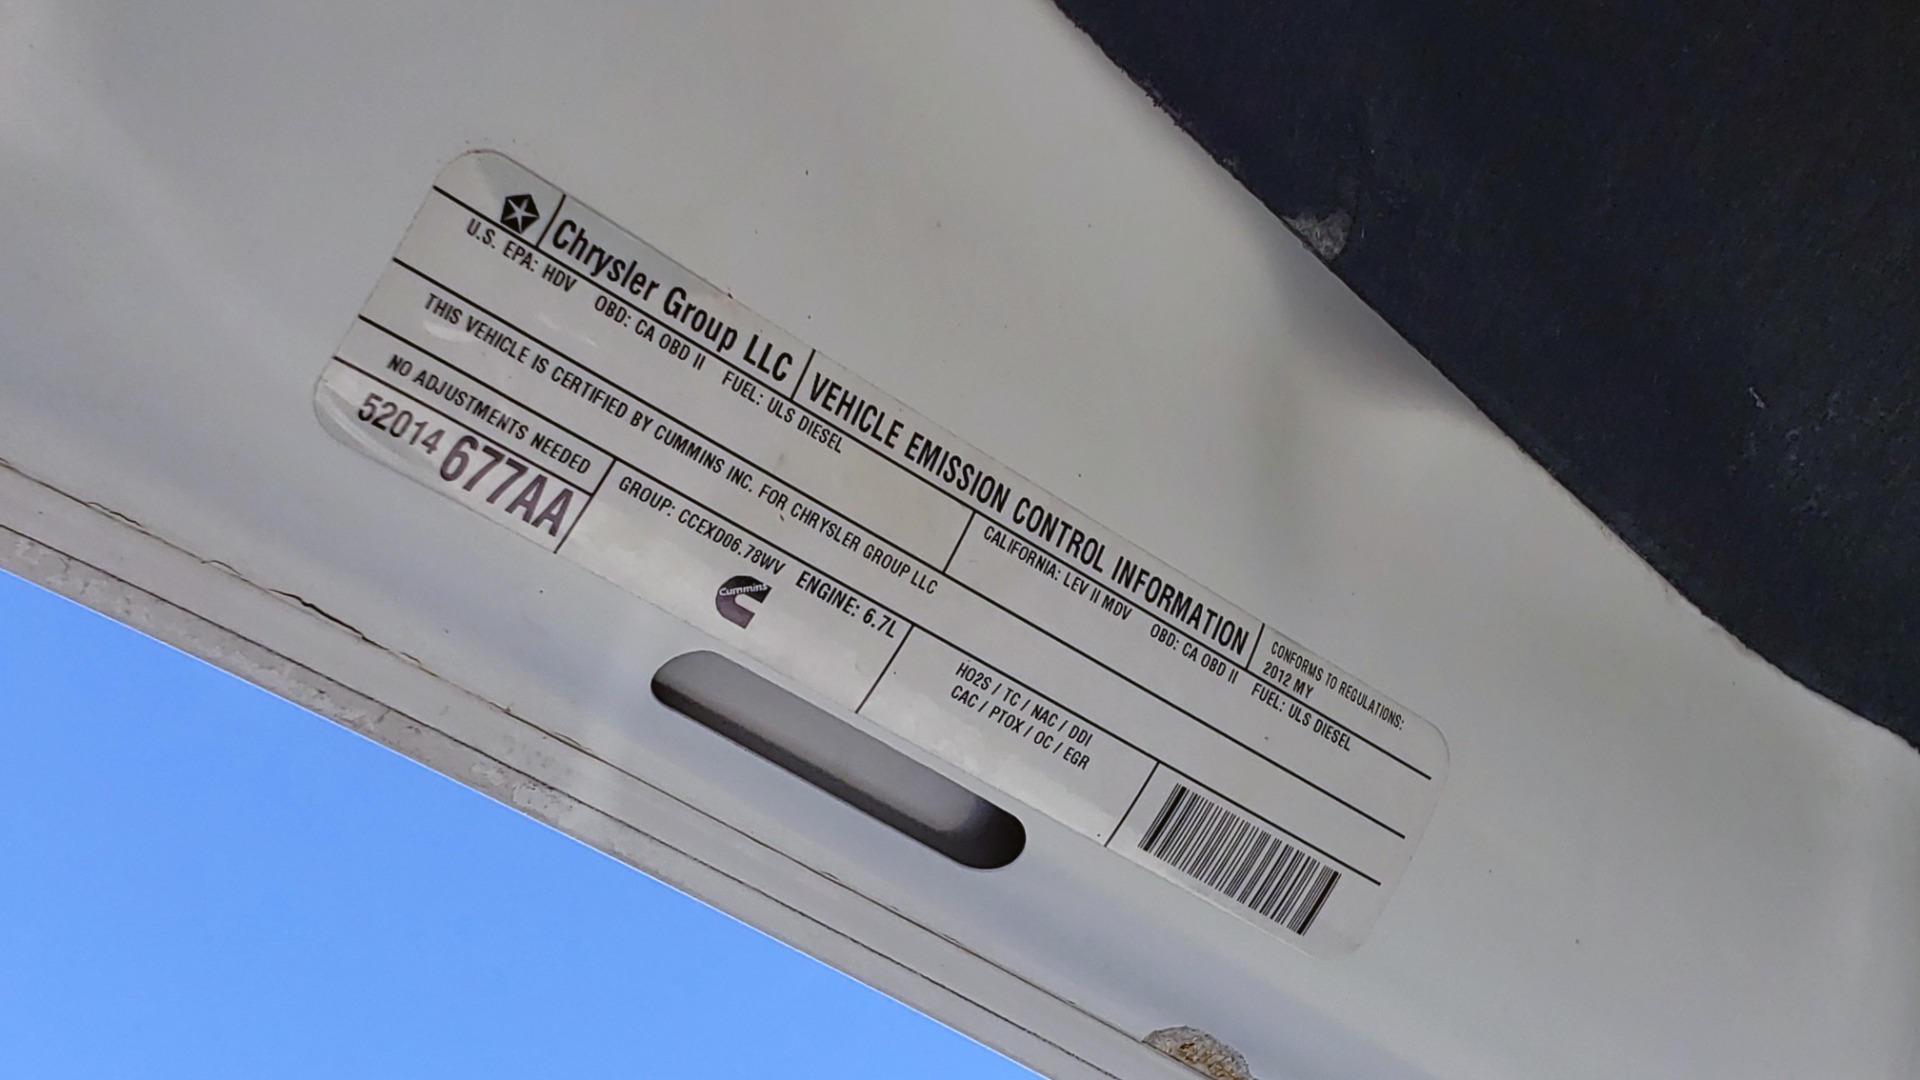 Chrysler Group LLC
VEHICLE EMISSION CONTROL INFORMATION
CONFORMS TO REGULATIONS:
2012 MY
U.S. EPA: HDV OBD: CA OBD II FUEL: ULS DIESEL
CALIFORNIA: LEV II MDV OBD: CA OBD II FUEL: ULS DIESEL
THIS VEHICLE IS CERTIFIED BY CUMMINS INC. FOR CHRYSLER GROUP LLC
NO ADJUSTMENTS NEEDED
52014 677AA
GROUP: CCEXD06.78WV ENGINE: 6.7L
Cummins
HO2S / TC / NAC / DDI
CAC / PTOX / OC / EGR